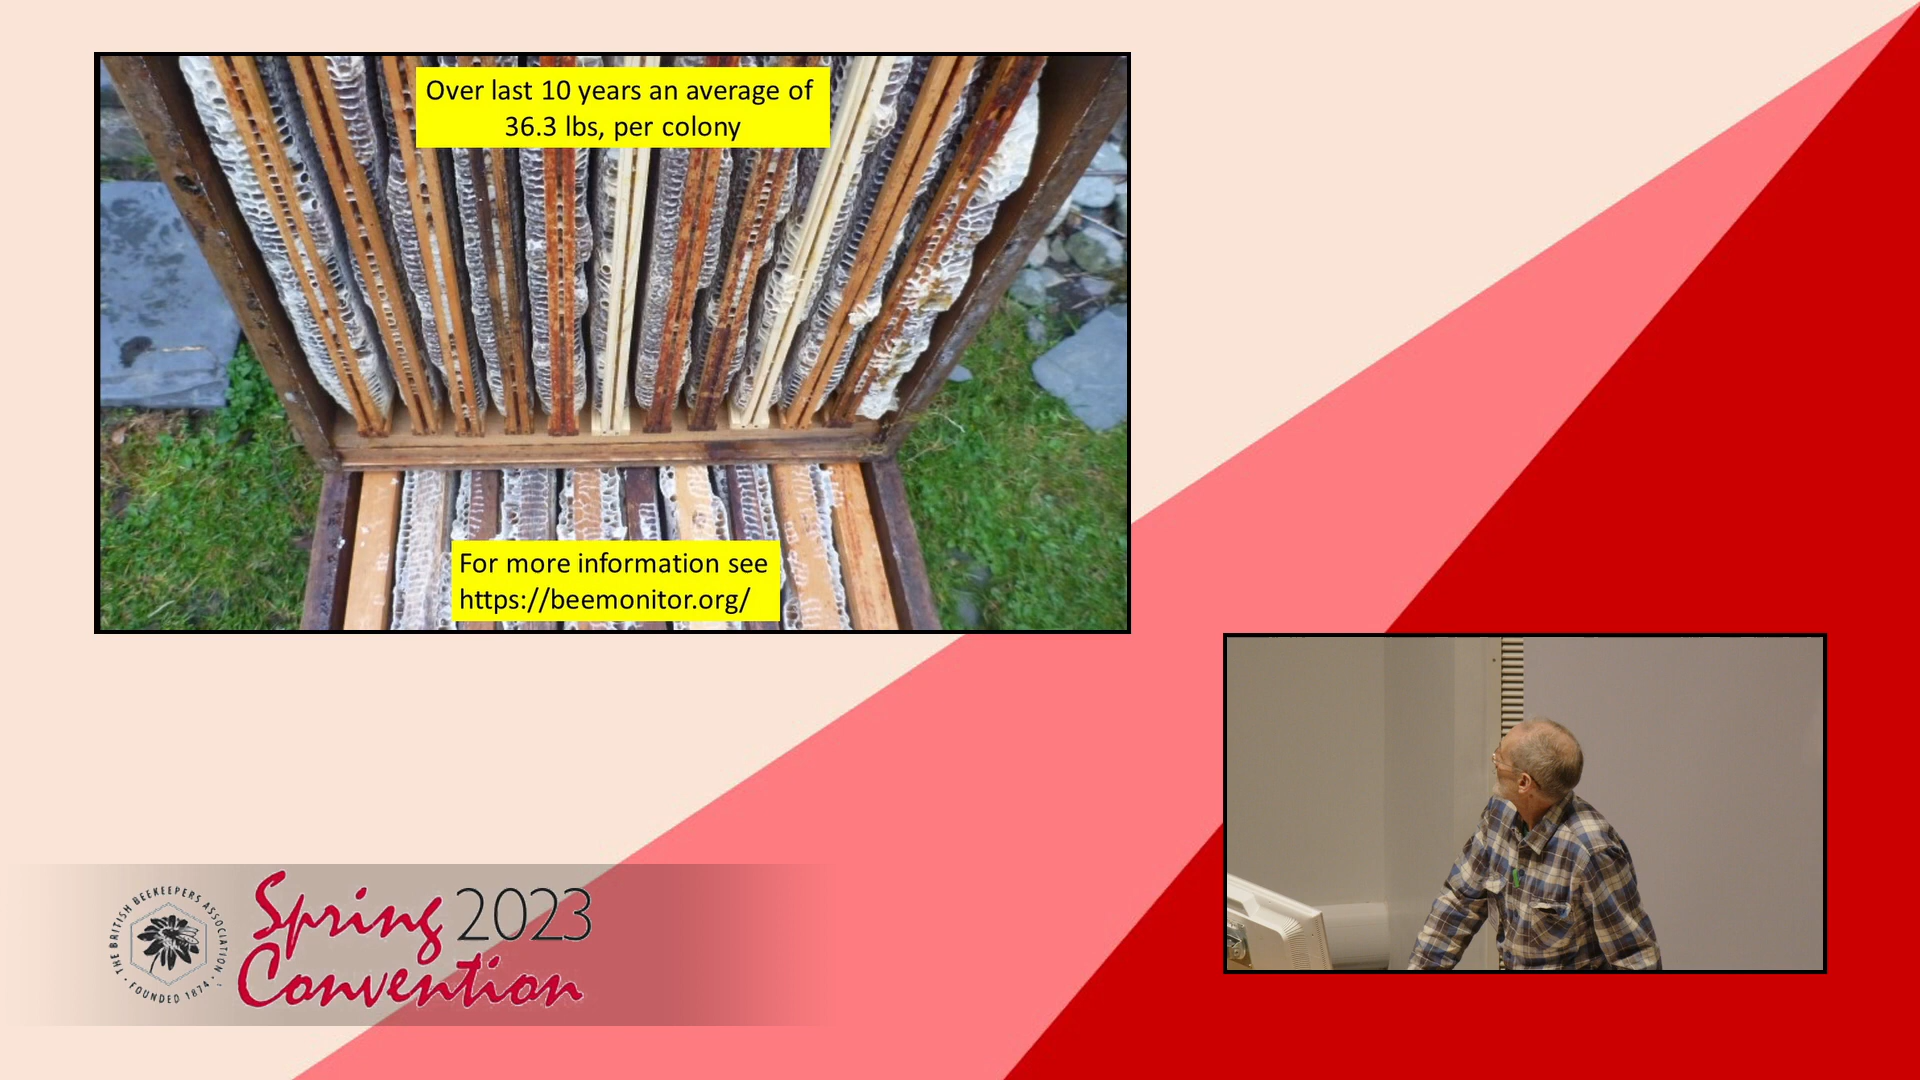 Over last 10 years an average of
36.3 lbs, per colony
For more information see
https://beemonitor.org/
THE BRITISH BEEKEEPERS ASSOCIATION
FOUNDED 1874
Spring 2023
Convention